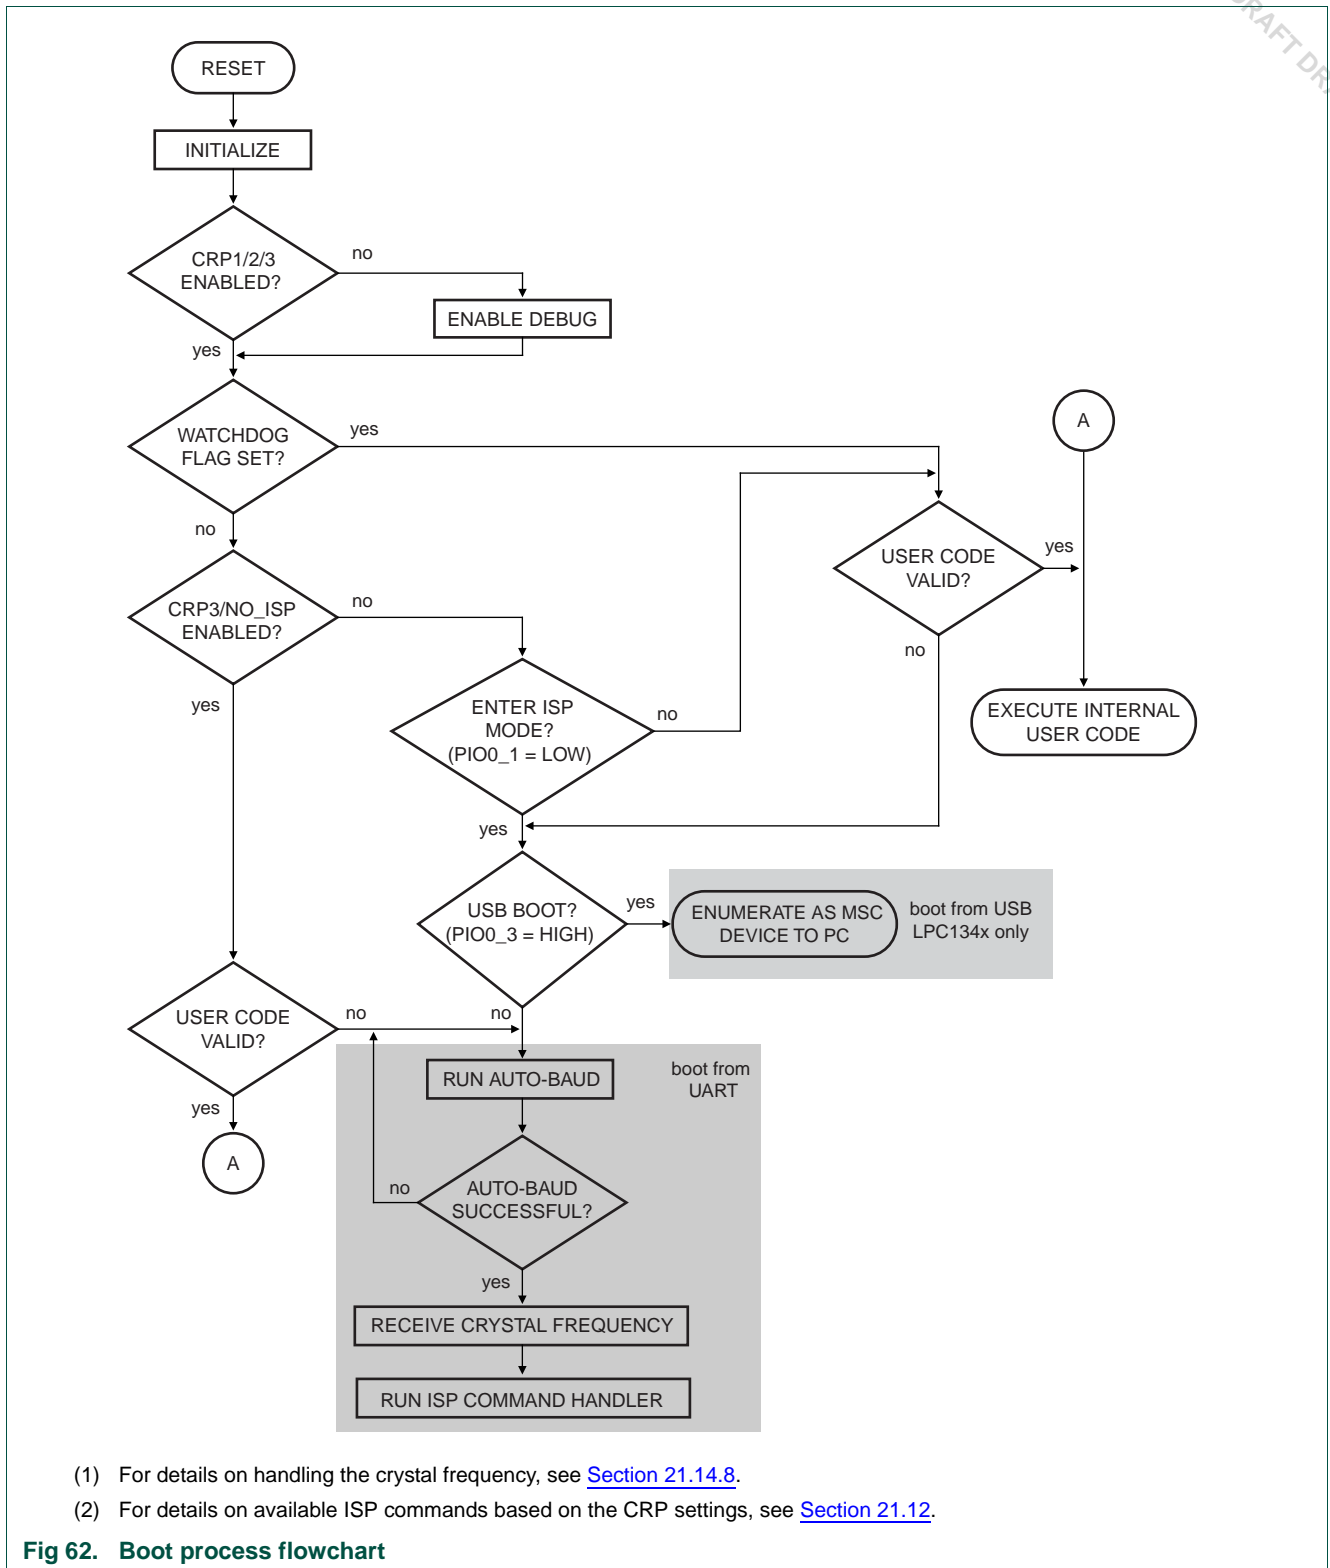 DRAFT DR
RESET
INITIALIZE
CRP1/2/3
ENABLED?
no
ENABLE DEBUG
yes
WATCHDOG
FLAG SET?
yes
A
no
USER CODE
VALID?
yes
CRP3/NO_ISP
ENABLED?
no
no
yes
ENTER ISP
MODE?
(PIO0_1 = LOW)
no
EXECUTE INTERNAL
USER CODE
yes
USB BOOT?
(PIO0_3 = HIGH)
yes
ENUMERATE AS MSC
DEVICE TO PC
boot from USB
LPC134x only
USER CODE
VALID?
no
no
yes
A
RUN AUTO-BAUD
boot from
UART
AUTO-BAUD
SUCCESSFUL?
no
yes
RECEIVE CRYSTAL FREQUENCY
RUN ISP COMMAND HANDLER
(1) For details on handling the crystal frequency, see Section 21.14.8.
(2) For details on available ISP commands based on the CRP settings, see Section 21.12.
Fig 62. Boot process flowchart